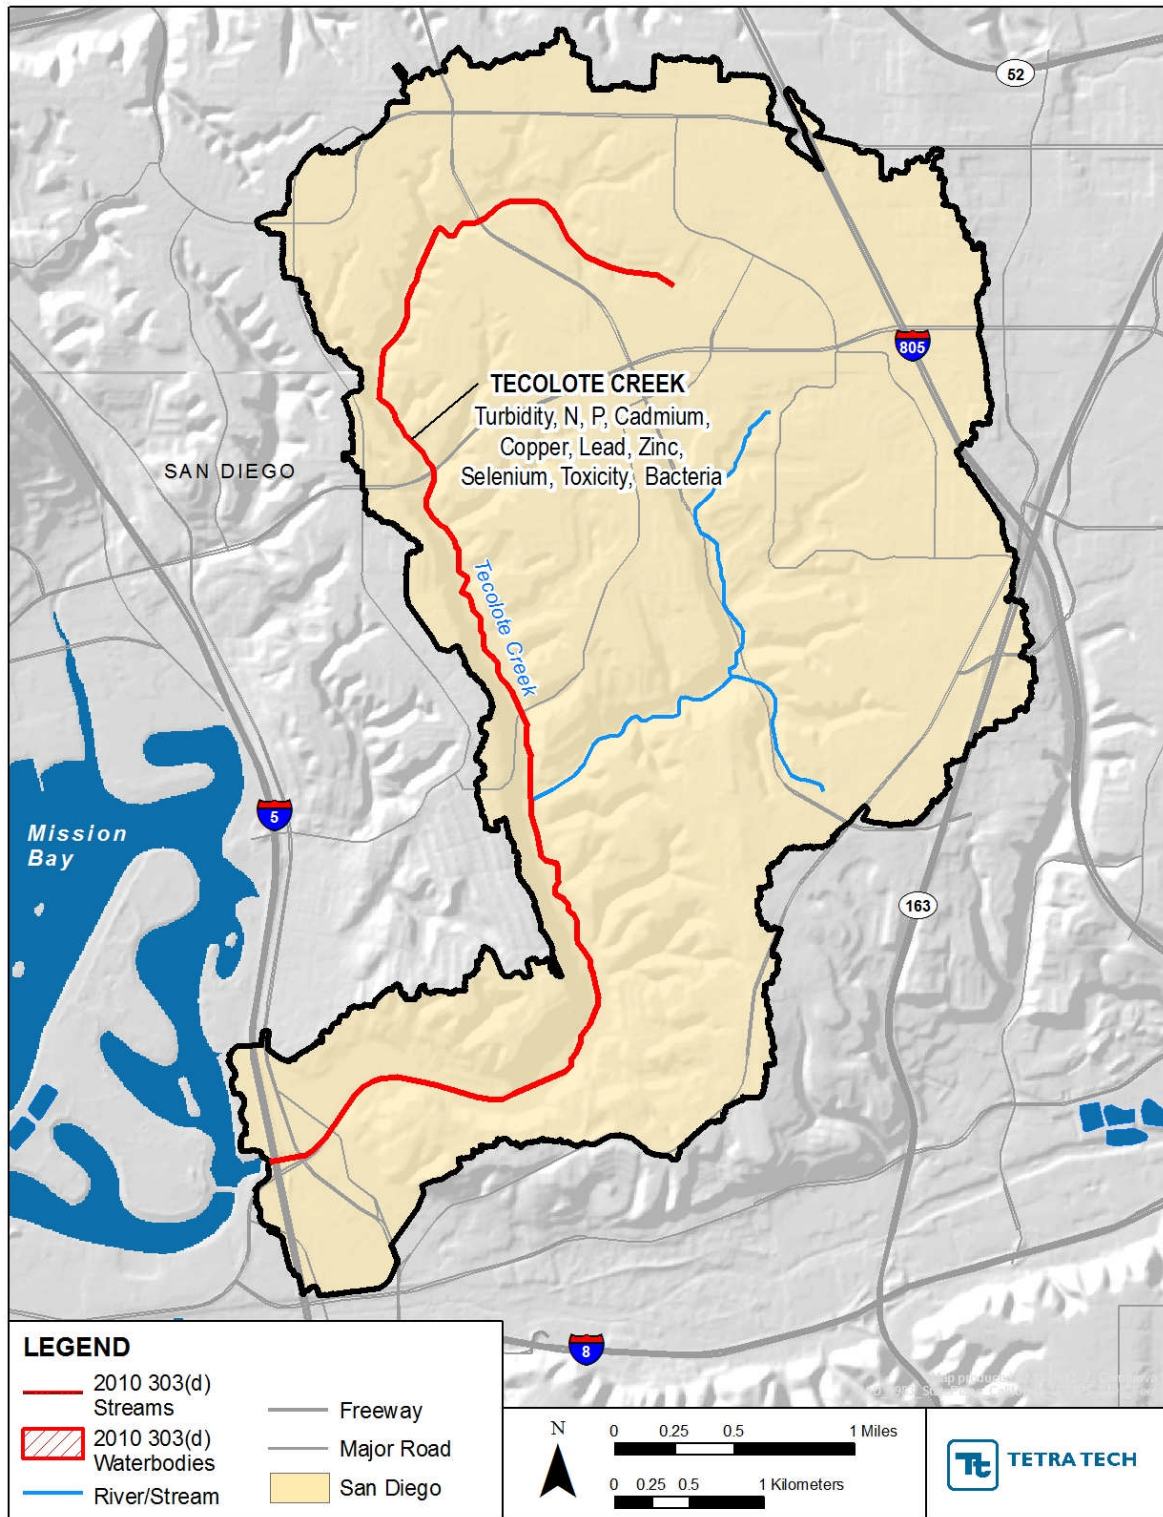 52
805
TECOLOTE CREEK
Turbidity, N, P, Cadmium,
Copper, Lead, Zinc,
Selenium, Toxicity, Bacteria
SAN DIEGO
Tecolote Creek
Mission
Bay
5
163
8
LEGEND
2010 303(d)
Streams
2010 303(d)
Waterbodies
River/Stream
Freeway
Major Road
San Diego
N
0 0.25 0.5 1 Miles
0 0.25 0.5 1 Kilometers
Tt
TETRA TECH